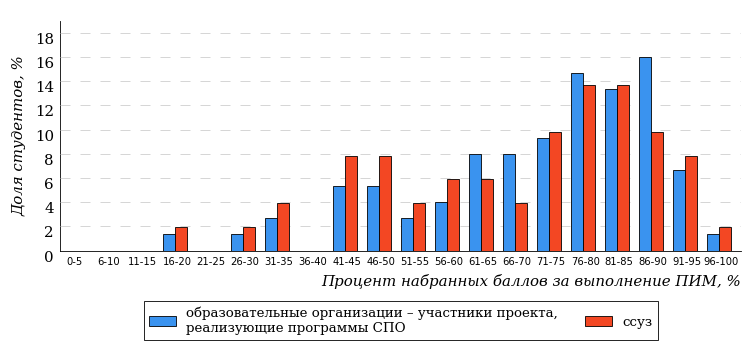 Доля студентов, %
18
16
14
12
10
8
6
4
2
0
0-5 6-10 11-15 16-20 21-25 26-30 31-35 36-40 41-45 46-50 51-55 56-60 61-65 66-70 71-75 76-80 81-85 86-90 91-95 96-100
Процент набранных баллов за выполнение ПИМ, %
образовательные организации – участники проекта,
реализующие программы СПО
ссуз